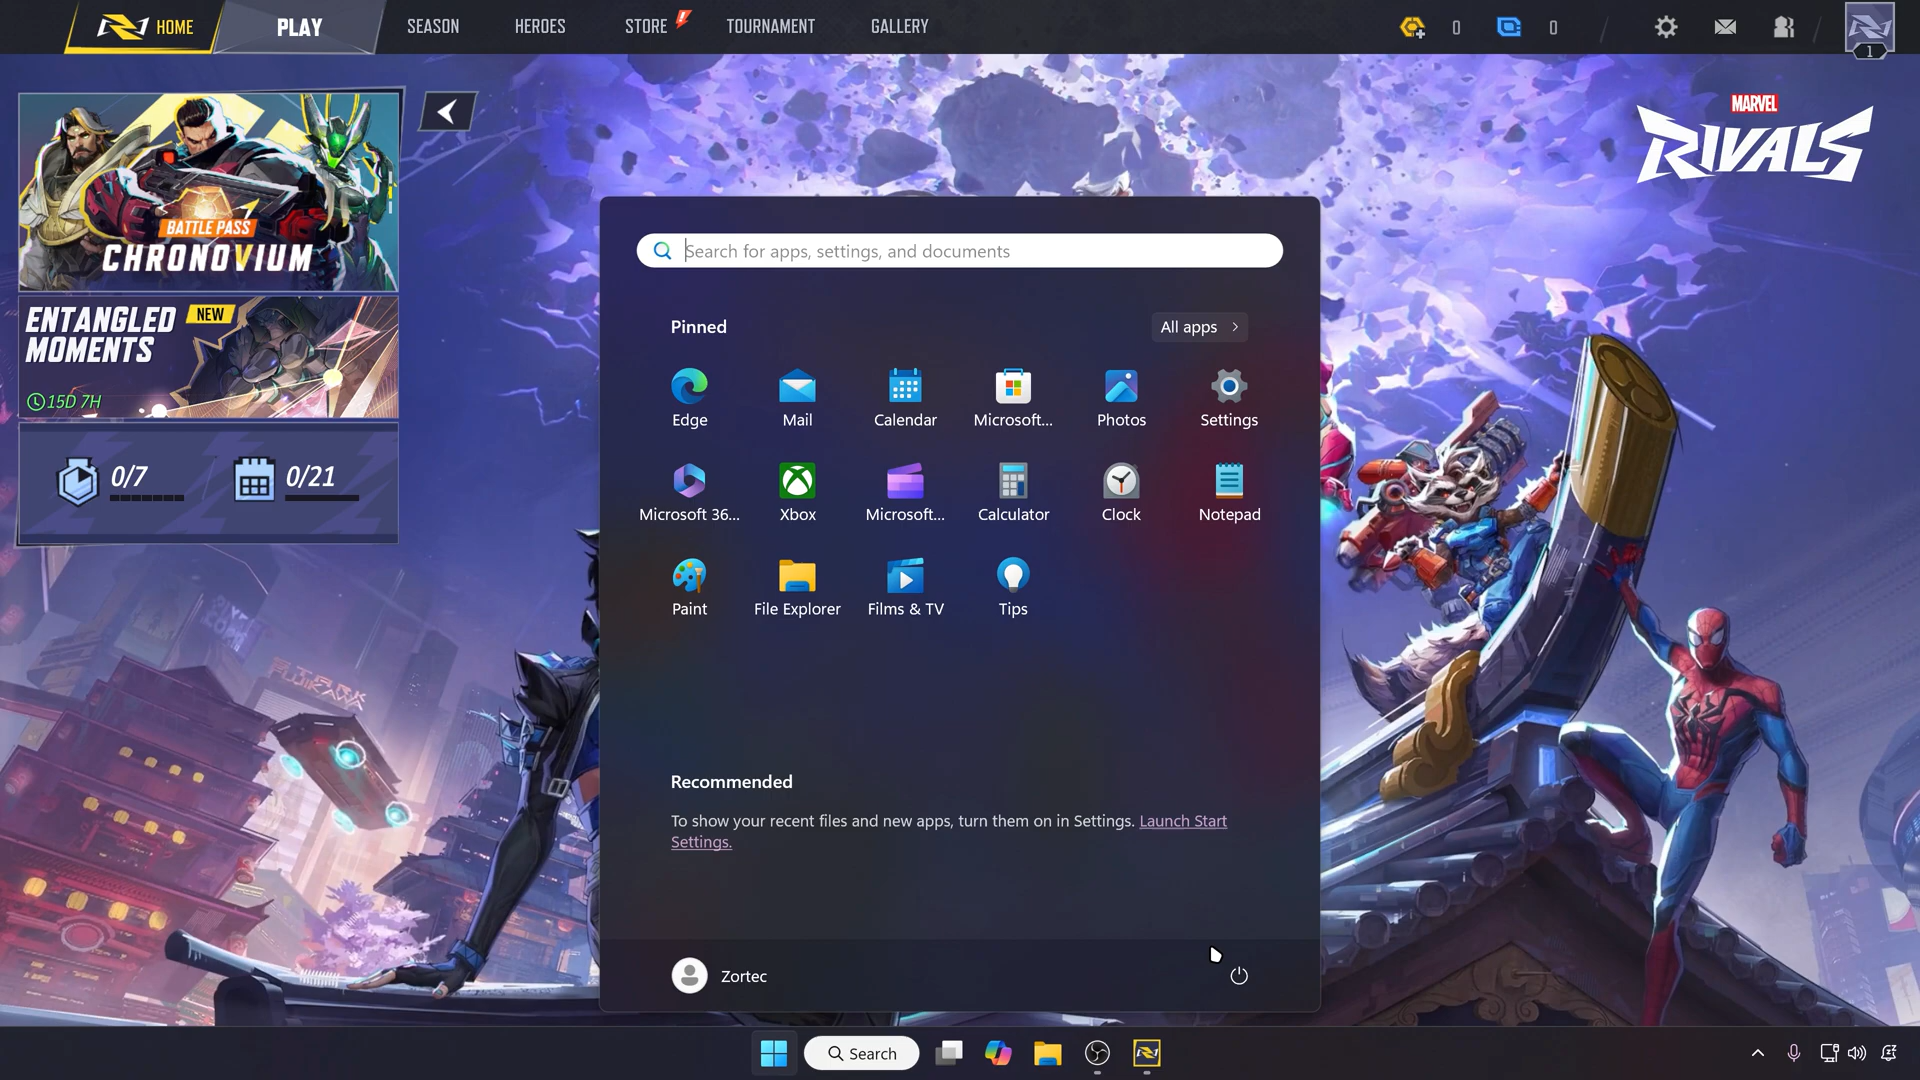 HOME
PLAY
SEASON
HEROES
STORE
TOURNAMENT
GALLERY
0
0
1
MARVEL
RIVALS
BATTLE PASS
CHRONOVIUM
ENTANGLED
MOMENTS
NEW
15D 7H
0/7
0/21
Search for apps, settings, and documents
Pinned
All apps
Edge
Mail
Calendar
Microsoft...
Photos
Settings
Microsoft 36...
Xbox
Microsoft...
Calculator
Clock
Notepad
Paint
File Explorer
Films & TV
Tips
Recommended
To show your recent files and new apps, turn them on in Settings. Launch Start
Settings.
Zortec
Search